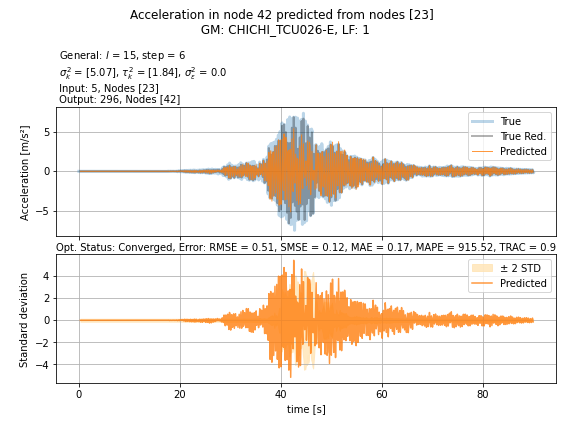 Acceleration in node 42 predicted from nodes [23]
GM: CHICHI_TCU026-E, LF: 1
General: l = 15, step = 6
σ²ₖ = [5.07], τ²ₖ = [1.84], σ²ε = 0.0
Input: 5, Nodes [23]
Output: 296, Nodes [42]
True
True Red.
Predicted
Acceleration [m/s²]
5
0
−5
Opt. Status: Converged, Error: RMSE = 0.51, SMSE = 0.12, MAE = 0.17, MAPE = 915.52, TRAC = 0.9
± 2 STD
Predicted
Standard deviation
4
2
0
−2
−4
0 20 40 60 80
time [s]